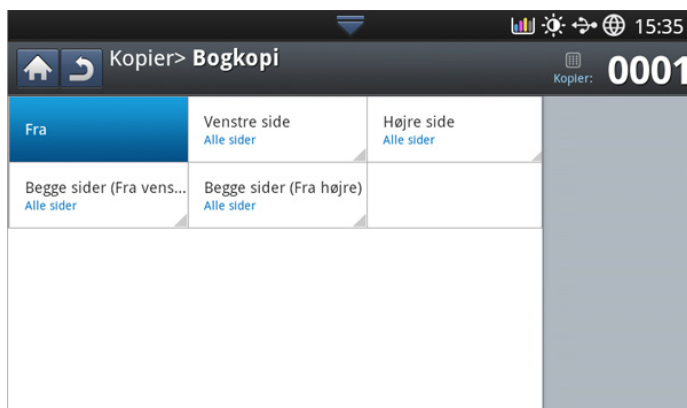 15:35
Kopier> Bogkopi
Kopier: 0001
Fra
Venstre side
Alle sider
Højre side
Alle sider
Begge sider (Fra vens...
Alle sider
Begge sider (Fra højre)
Alle sider